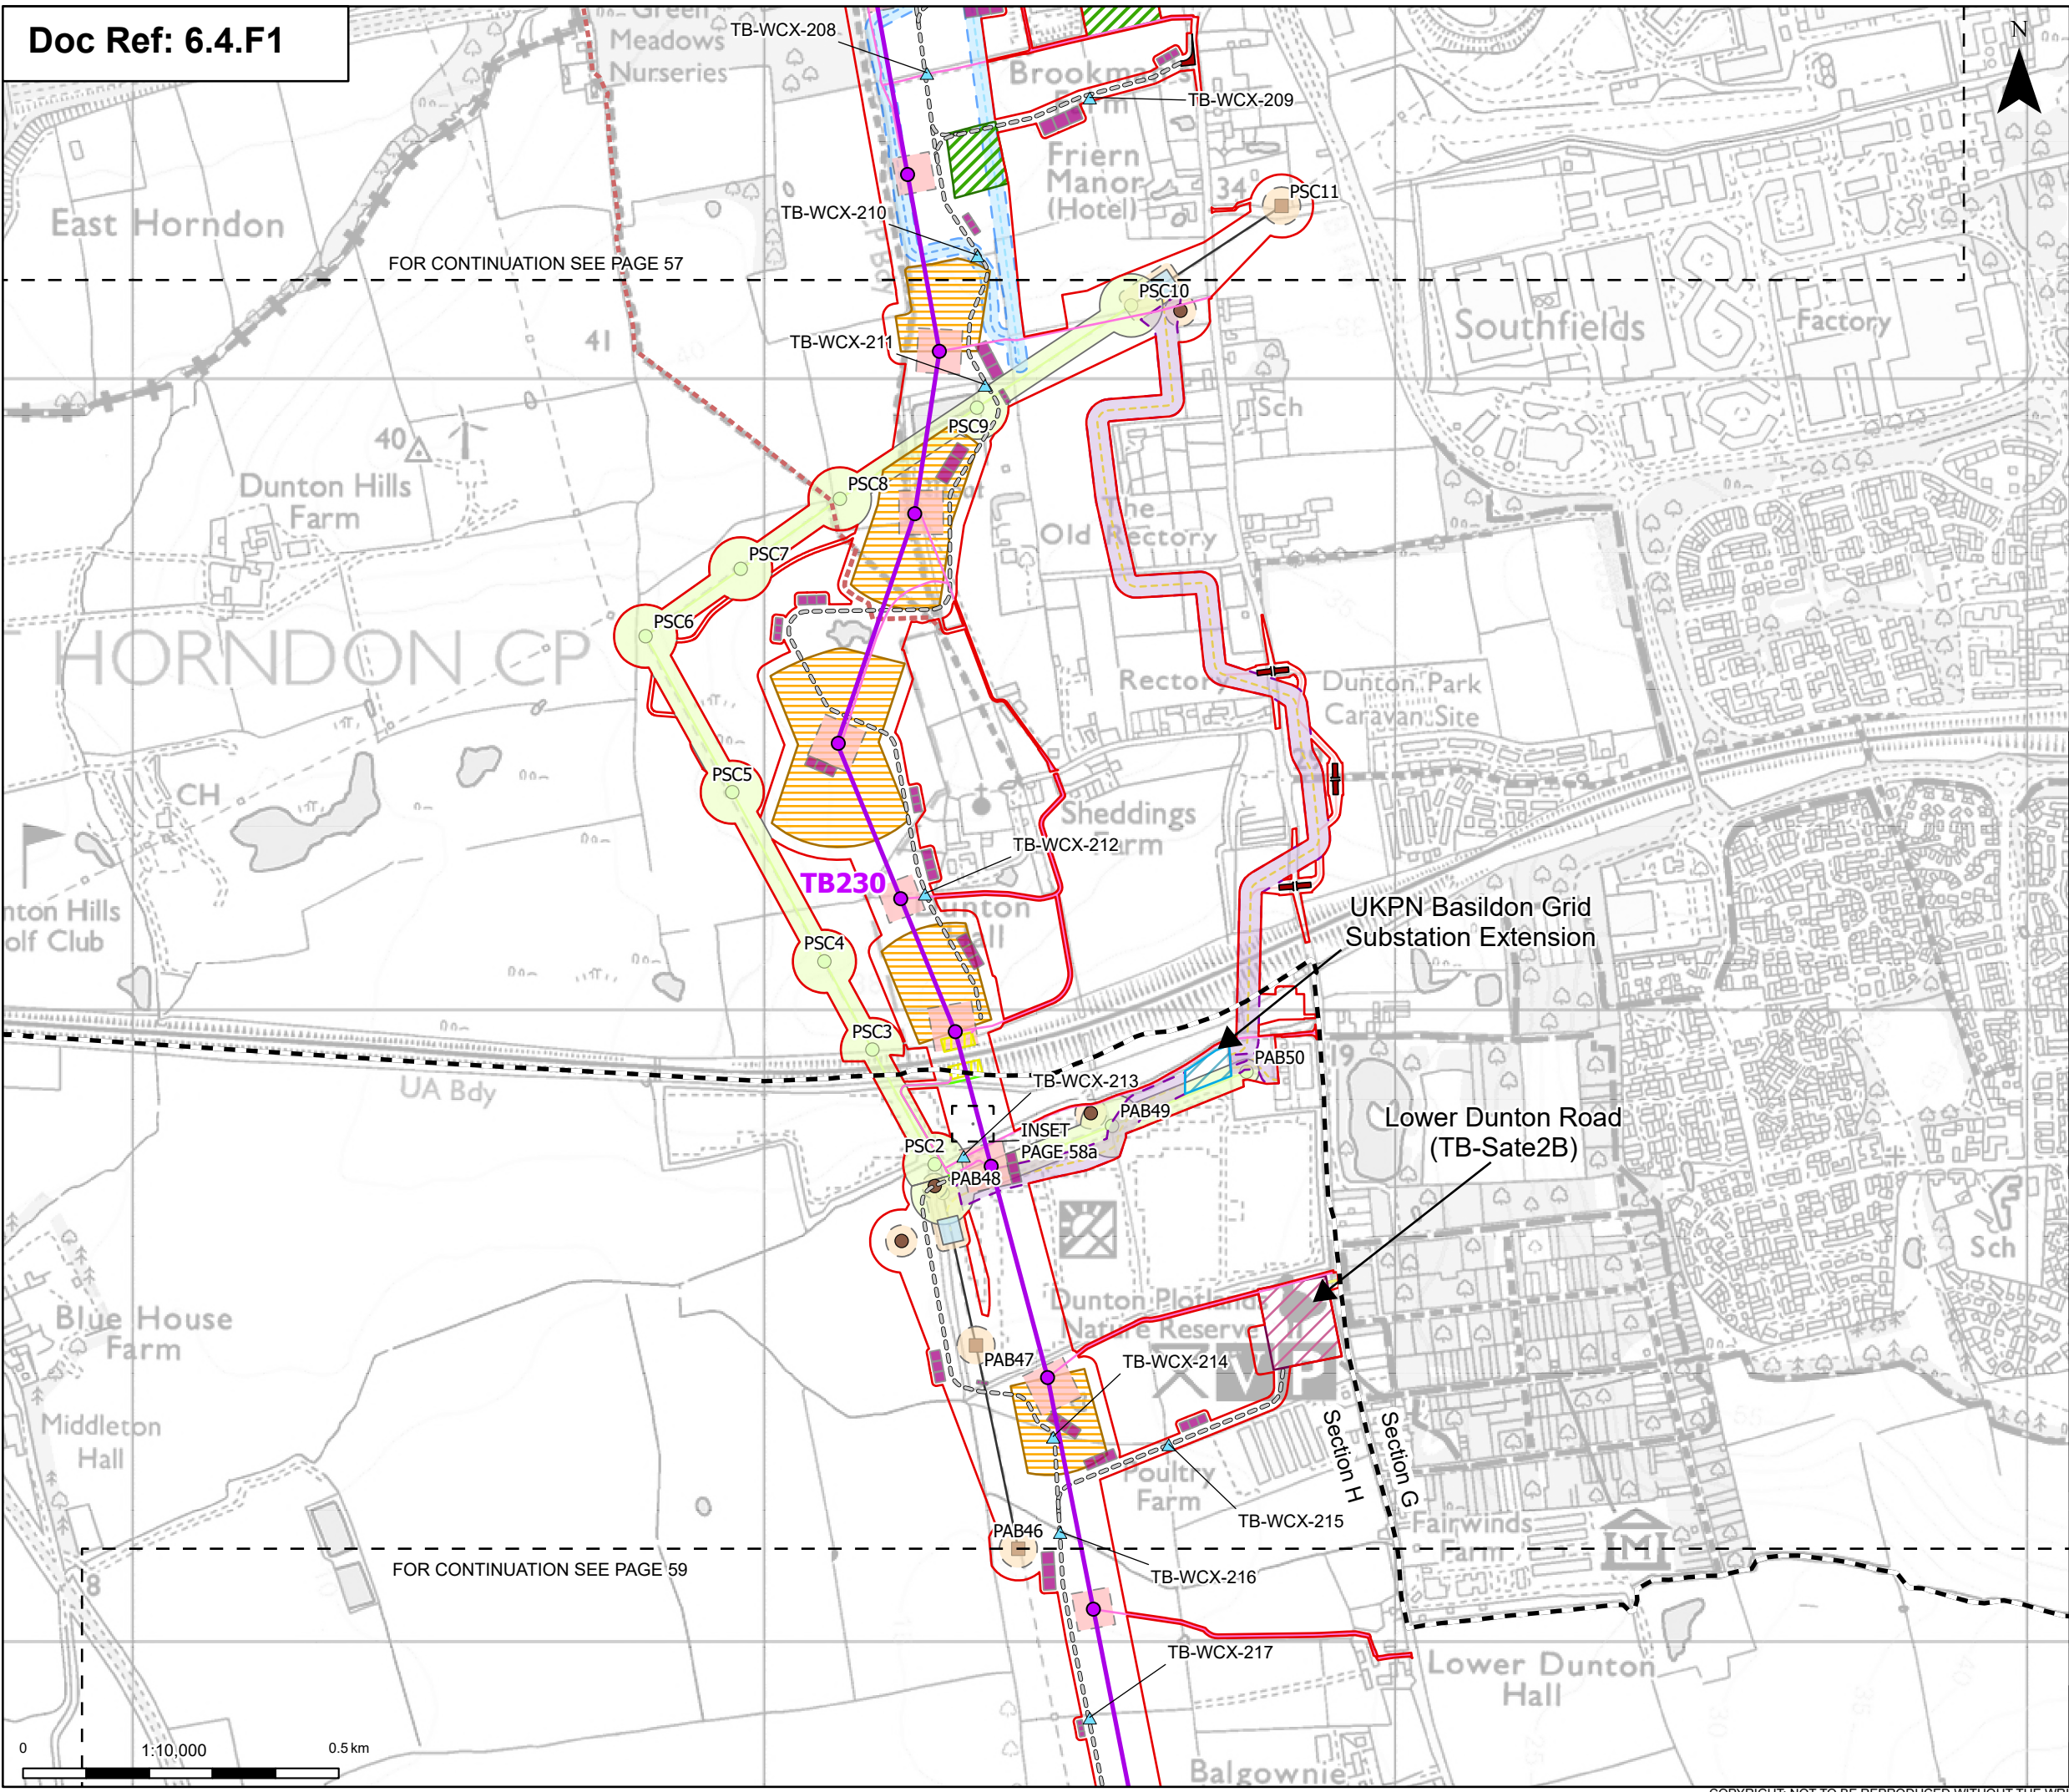 Doc Ref: 6.4.F1
Green
Meadows
Nurseries
TB-WCX-208
N
Brookmans
Farm
TB-WCX-209
Friern
Manor
(Hotel)
34
PSC11
East Horndon
TB-WCX-210
FOR CONTINUATION SEE PAGE 57
PSC10
Southfields
Factory
41
TB-WCX-211
Sch
PSC9
40
Dunton Hills
Farm
PSC8
The
Old Rectory
PSC7
PSC6
HORNDON CP
Rectory
Dunton Park
Caravan Site
PSC5
CH
Sheddings
Farm
TB-WCX-212
TB230
nton Hills
olf Club
Dunton
Hall
UKPN Basildon Grid
Substation Extension
PSC4
PSC3
19
PAB50
UA Bdy
TB-WCX-213
PAB49
INSET
PAGE 58a
Lower Dunton Road
(TB-Sate2B)
PSC2
PAB48
Sch
Blue House
Farm
Dunton Plotlands
Nature Reserve
PAB47
TB-WCX-214
VP
Middleton
Hall
Section H
Section G
Poultry
Farm
TB-WCX-215
Fairwinds
Farm
M
PAB46
FOR CONTINUATION SEE PAGE 59
8
TB-WCX-216
TB-WCX-217
Lower Dunton
Hall
0
1:10,000
0.5 km
Balgownie